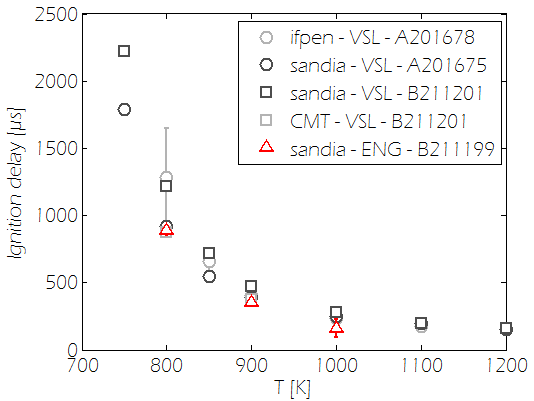 2500
2000
1500
1000
500
0
Ignition delay [µs]
ifpen - VSL - A201678
sandia - VSL - A201675
sandia - VSL - B211201
CMT - VSL - B211201
sandia - ENG - B211199
700 800 900 1000 1100 1200
T [K]